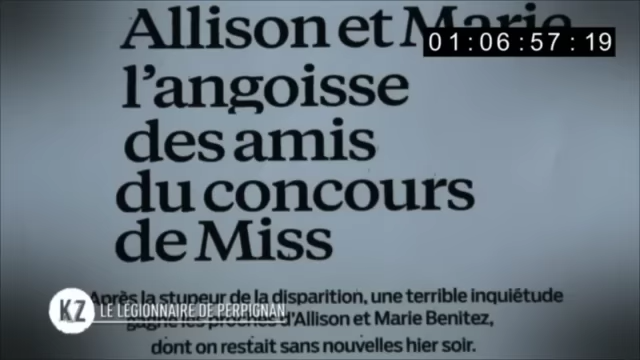 Allison et Marie
01:06:57:19
l'angoisse
des amis
du concours
de Miss
Après la stupeur de la disparition, une terrible inquiétude
KZ LE LÉGIONNAIRE DE PERPIGNAN
gagne les proches d'Allison et Marie Benitez,
dont on restait sans nouvelles hier soir.